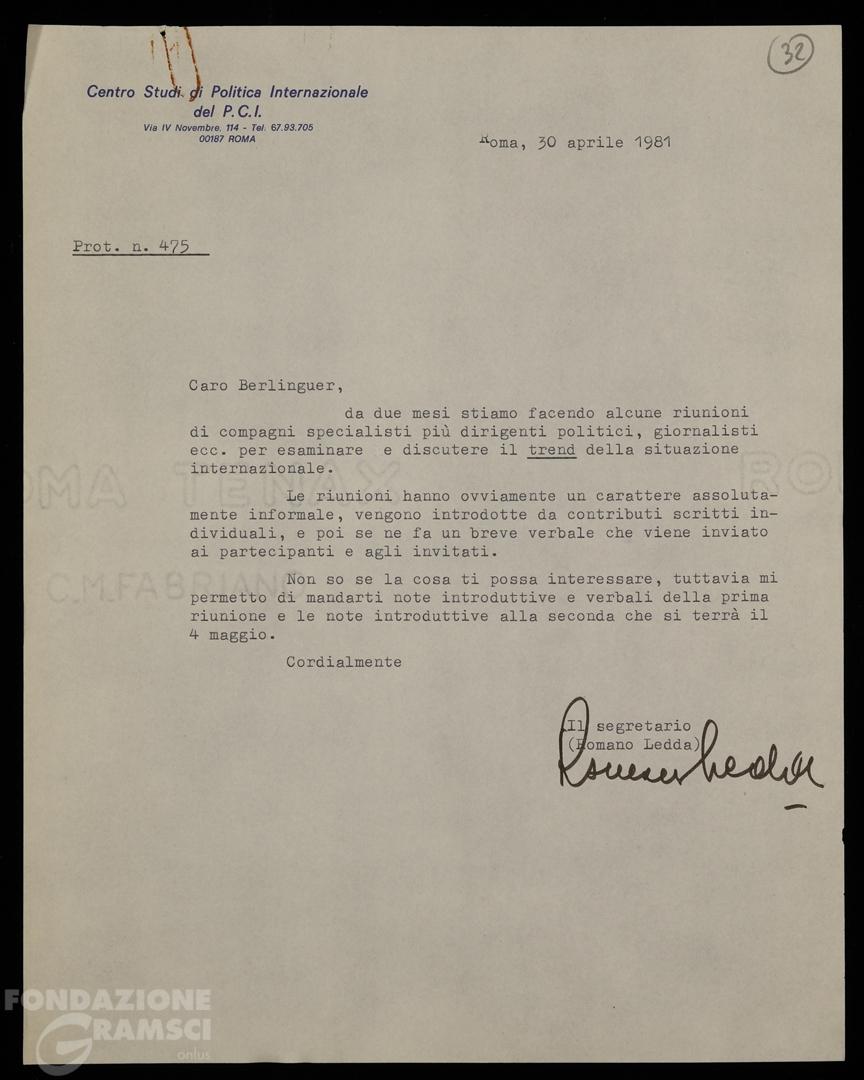 32
Centro Studi di Politica Internazionale
del P.C.I.
Via IV Novembre, 114 - Tel. 67.93.705
00187 ROMA
Roma, 30 aprile 1981
Prot. n. 475
Caro Berlinguer,
da due mesi stiamo facendo alcune riunioni
di compagni specialisti più dirigenti politici, giornalisti
ecc. per esaminare e discutere il trend della situazione
internazionale.
Le riunioni hanno ovviamente un carattere assoluta-
mente informale, vengono introdotte da contributi scritti in-
dividuali, e poi se ne fa un breve verbale che viene inviato
ai partecipanti e agli invitati.
Non so se la cosa ti possa interessare, tuttavia mi
permetto di mandarti note introduttive e verbali della prima
riunione e le note introduttive alla seconda che si terrà il
4 maggio.
Cordialmente
Il segretario
(Romano Ledda)
Romano Ledda
OMA TENAX RO
C.M.FABRIANO
FONDAZIONE
GRAMSCI
onlus